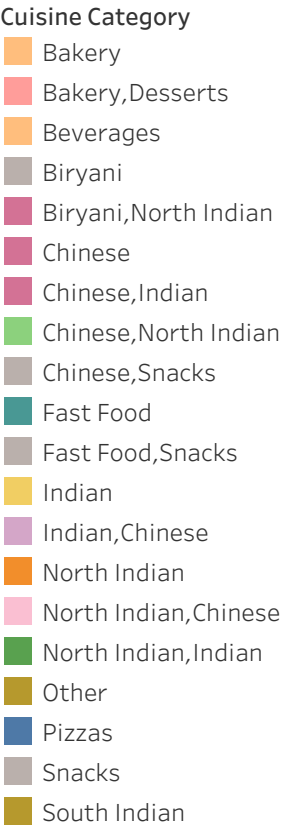 Cuisine Category
Bakery
Bakery,Desserts
Beverages
Biryani
Biryani,North Indian
Chinese
Chinese,Indian
Chinese,North Indian
Chinese,Snacks
Fast Food
Fast Food,Snacks
Indian
Indian,Chinese
North Indian
North Indian,Chinese
North Indian,Indian
Other
Pizzas
Snacks
South Indian